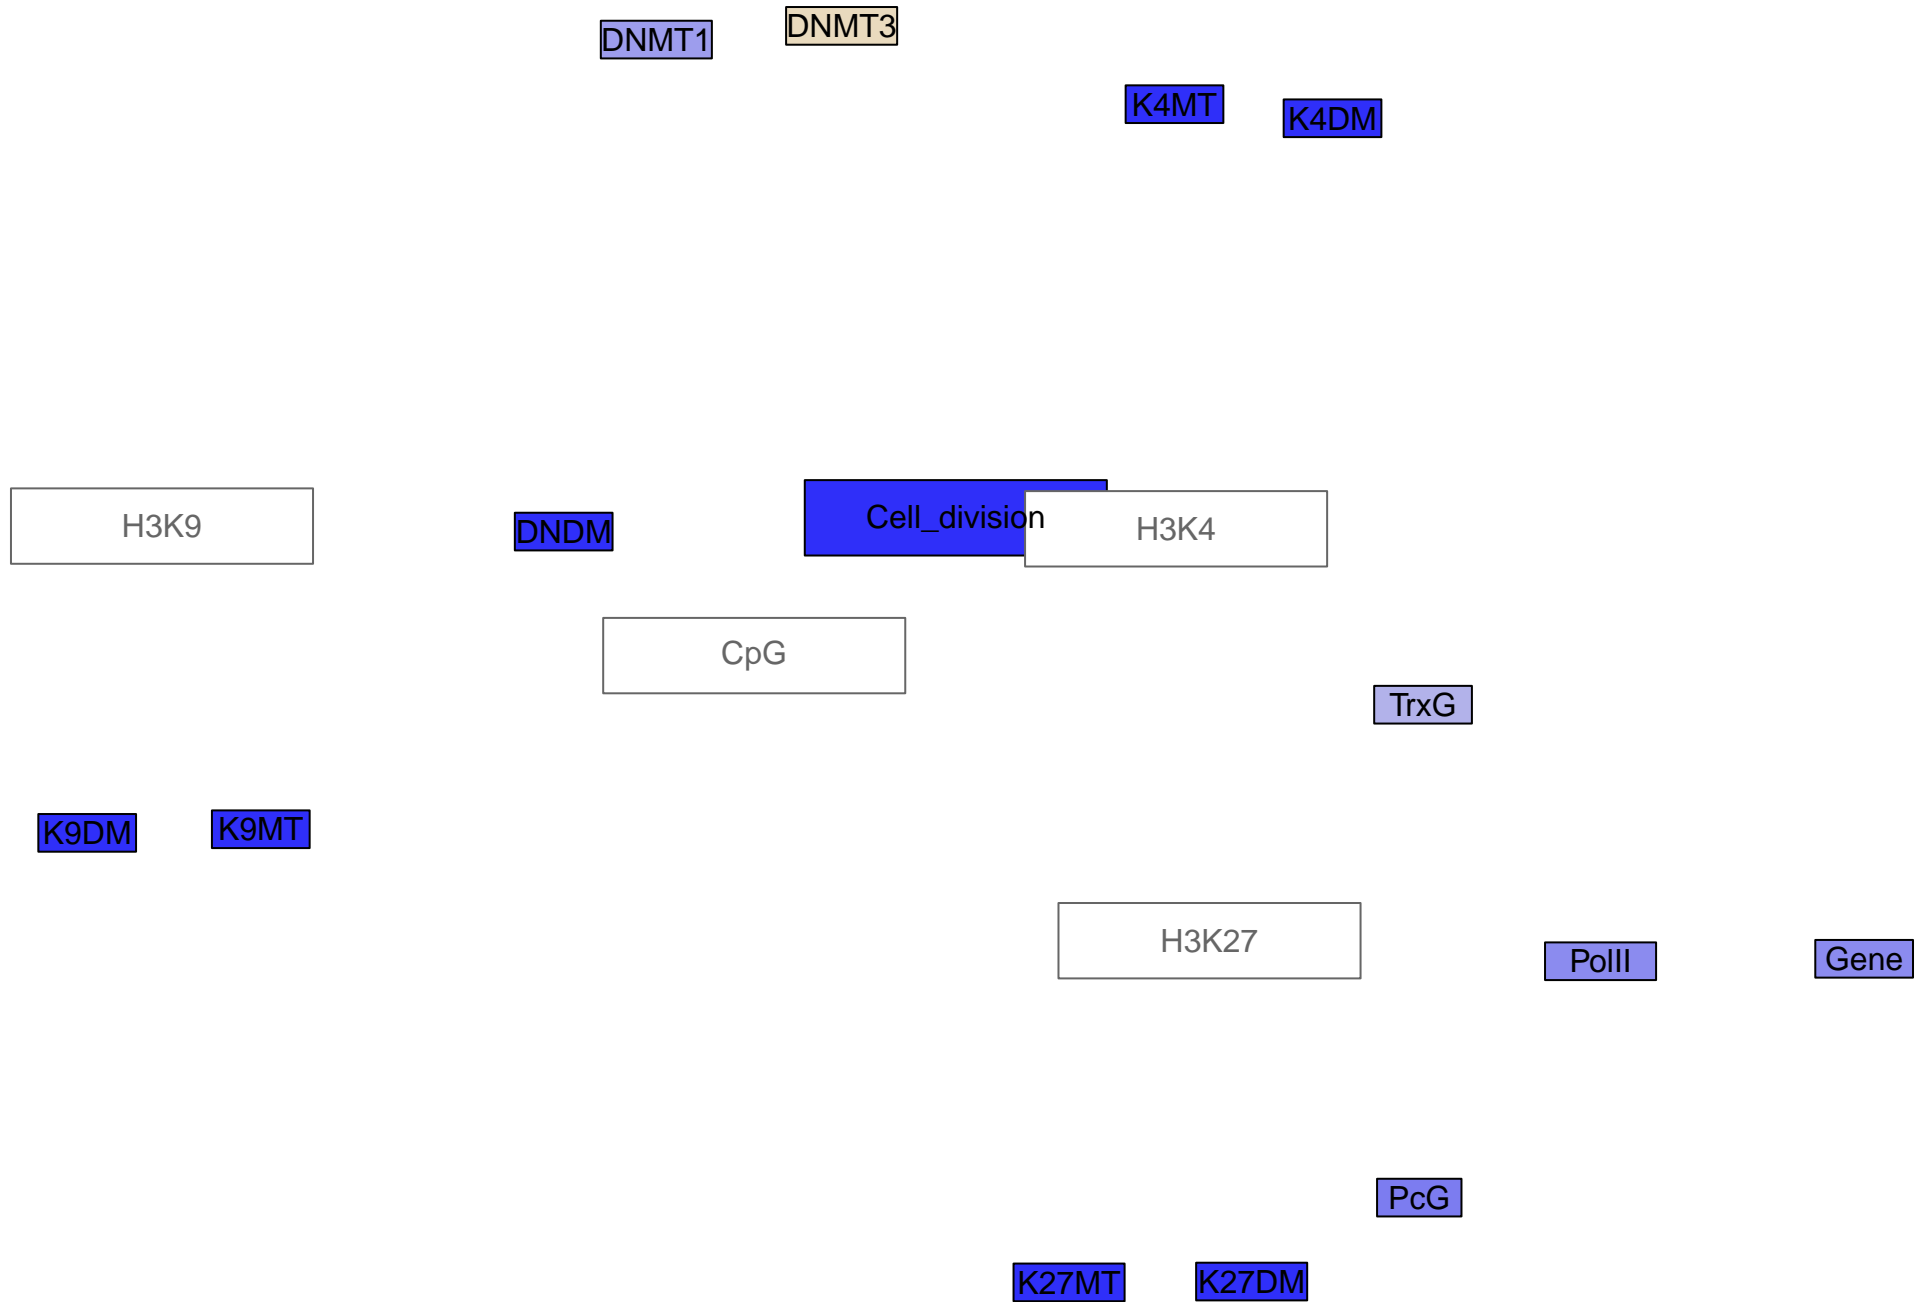 DNMT1
DNMT3
K4MT
K4DM
H3K9
DNDM
Cell_division
H3K4
CpG
TrxG
K9DM
K9MT
H3K27
PolII
Gene
PcG
K27MT
K27DM